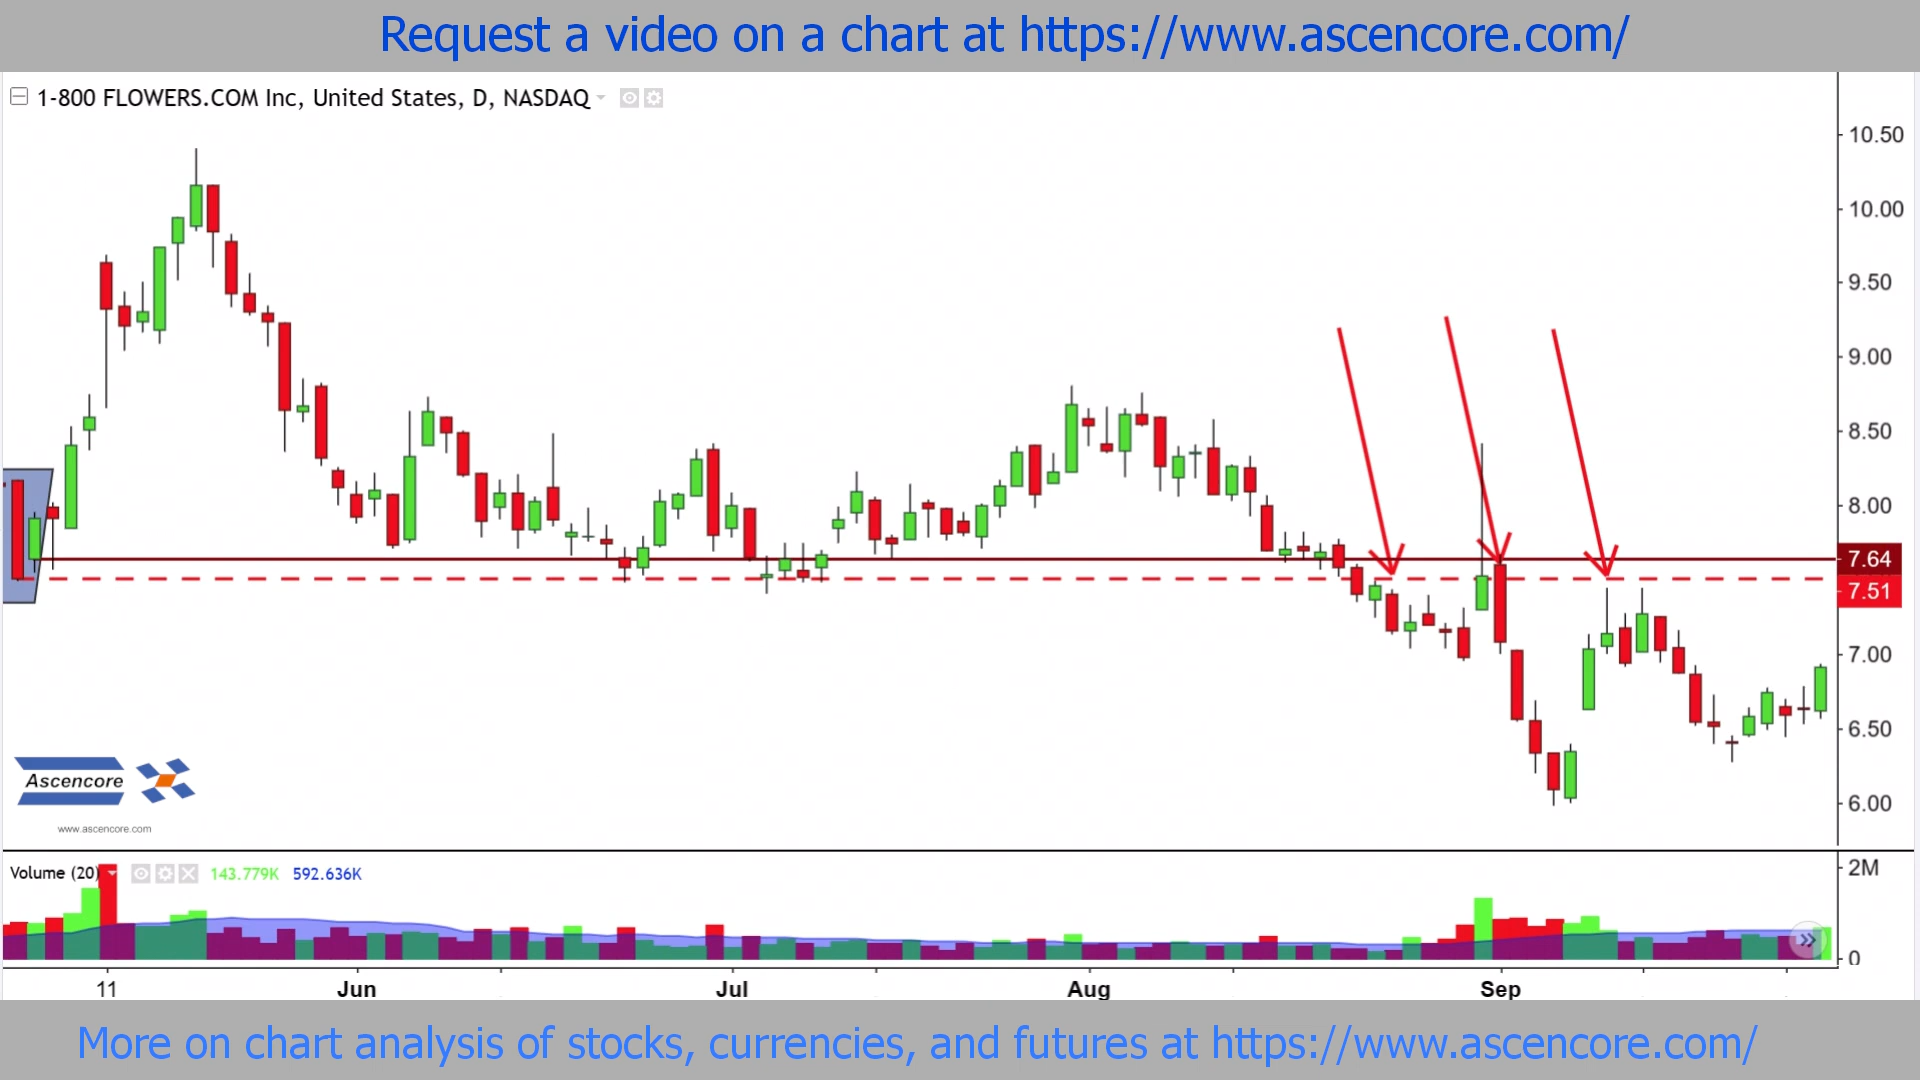 Request a video on a chart at https://www.ascencore.com/
1-800 FLOWERS.COM Inc, United States, D, NASDAQ
10.50
10.00
9.50
9.00
8.50
8.00
7.64
7.51
7.00
6.50
6.00
Ascencore
www.ascencore.com
Volume (20) 143.779K 592.636K
2M
0
11 Jun Jul Aug Sep
More on chart analysis of stocks, currencies, and futures at https://www.ascencore.com/